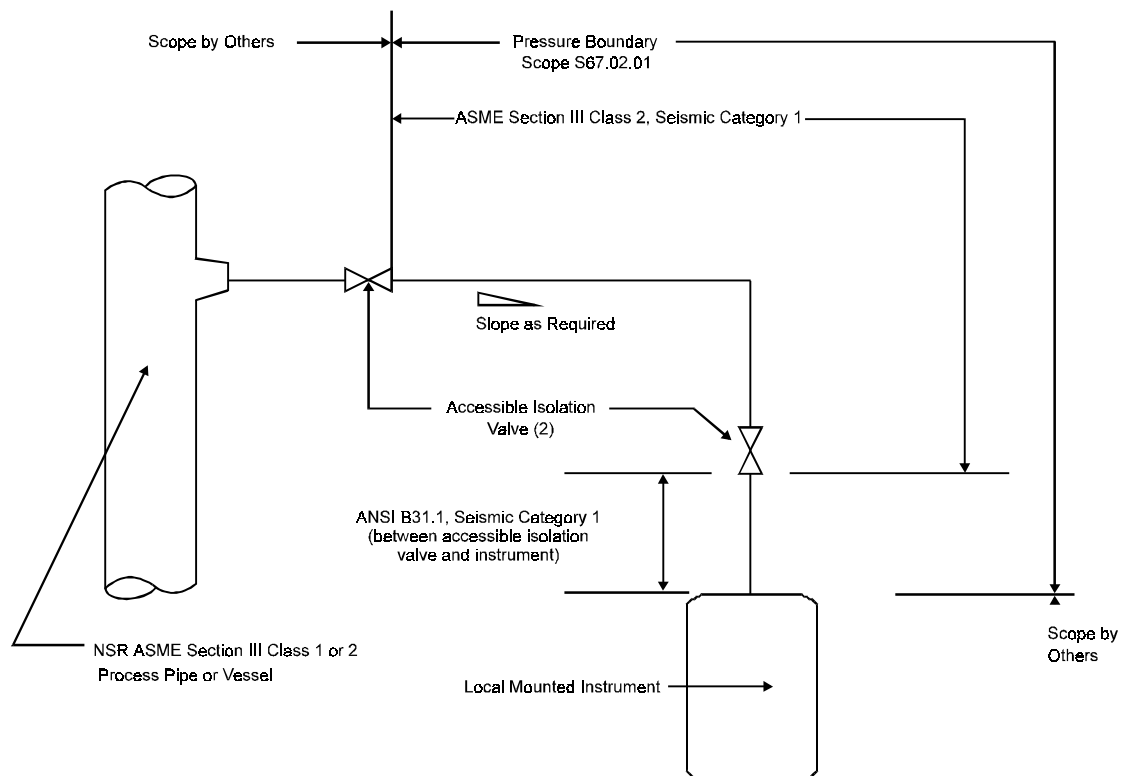 Scope by Others
Pressure Boundary
Scope S67.02.01
ASME Section III Class 2, Seismic Category 1
Slope as Required
Accessible Isolation
Valve (2)
ANSI B31.1, Seismic Category 1
(between accessible isolation
valve and instrument)
Scope by
Others
NSR ASME Section III Class 1 or 2
Process Pipe or Vessel
Local Mounted Instrument